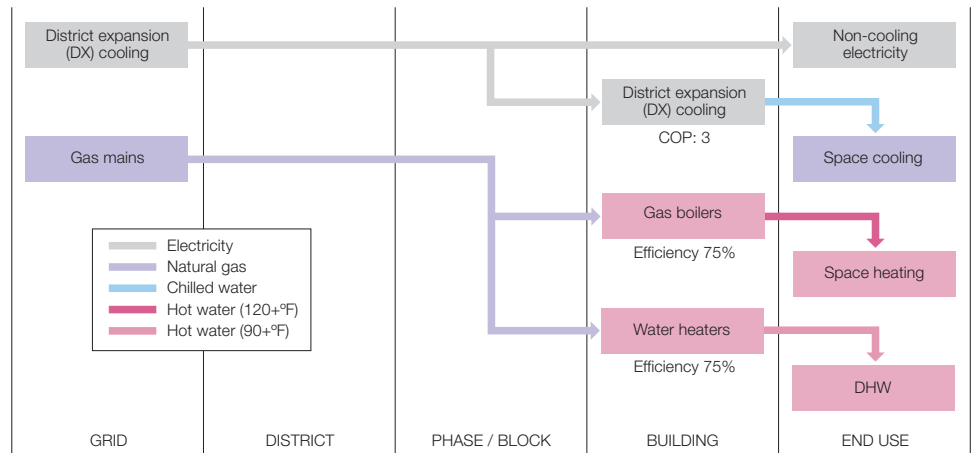 District expansion
(DX) cooling
Non-cooling
electricity
District expansion
(DX) cooling
COP: 3
Gas mains
Space cooling
Gas boilers
Efficiency 75%
Electricity
Natural gas
Chilled water
Hot water (120+ºF)
Hot water (90+ºF)
Space heating
Water heaters
Efficiency 75%
DHW
GRID
DISTRICT
PHASE / BLOCK
BUILDING
END USE